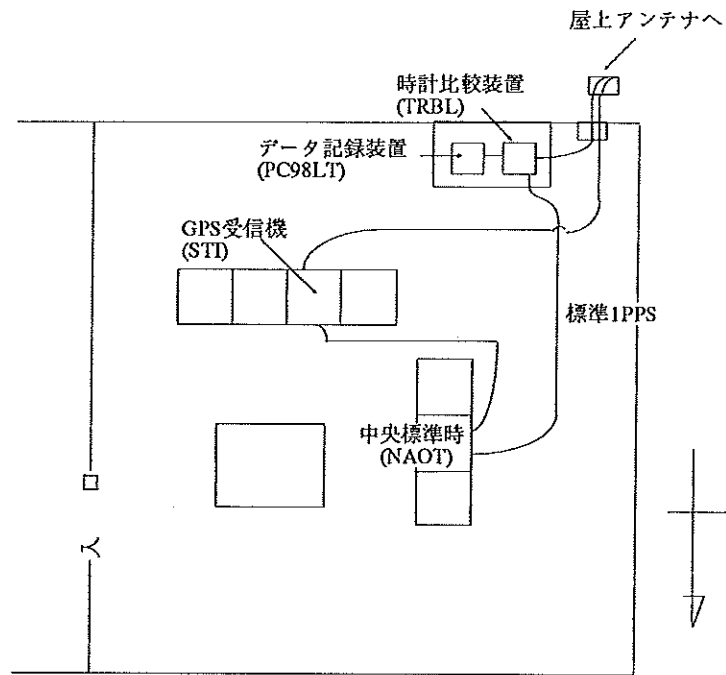 屋上アンテナへ
時計比較装置
(TRBL)
データ記録装置
(PC98LT)
GPS受信機
(STI)
標準1PPS
中央標準時
(NAOT)
入口